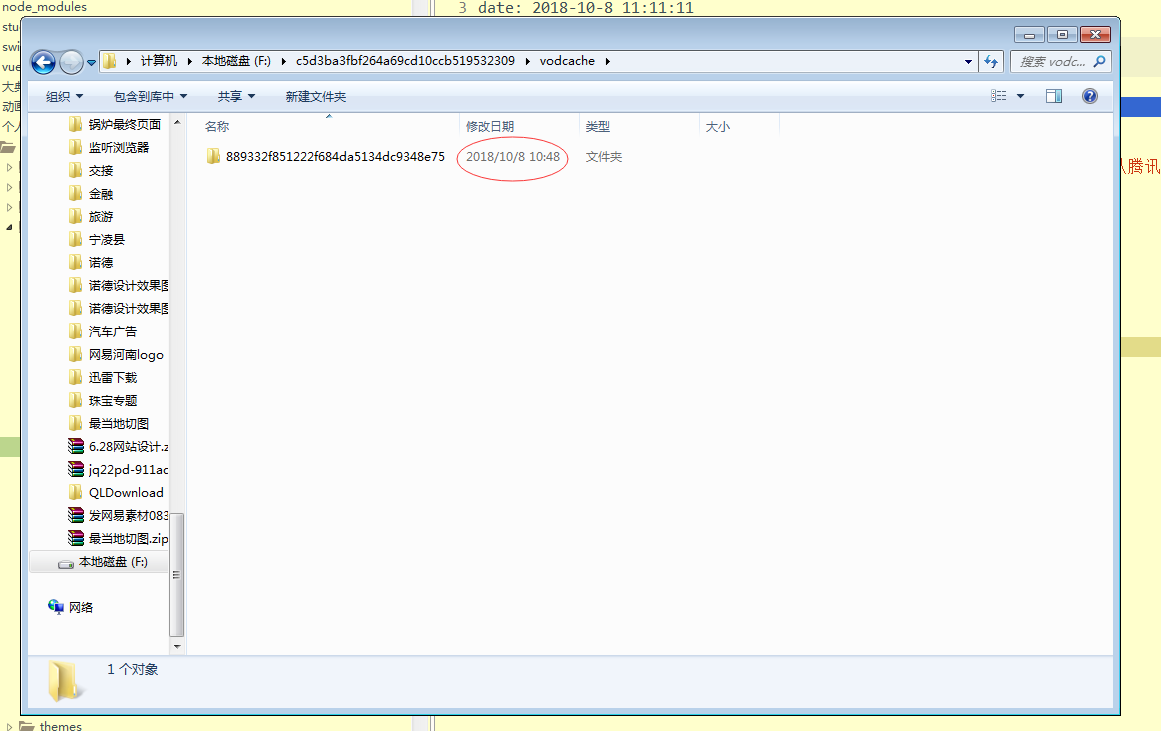 node_modules
3 date: 2018-10-8 11:11:11
stu
swi
vue
大典
动画
个人
计算机 本地磁盘 (F:) c5d3ba3fbf264a69cd10ccb519532309 vodcache
搜索 vodc...
组织 包含到库中 共享 新建文件夹
名称 修改日期 类型 大小
889332f851222f684da5134dc9348e75 2018/10/8 10:48 文件夹
锅炉最终页面
监听浏览器
交接
金融
旅游
宁凌县
诺德
诺德设计效果图
诺德设计效果图
汽车广告
网易河南logo
迅雷下载
珠宝专题
最当地切图
6.28网站设计.z
jq22pd-911ac
QLDownload
发网易素材083
最当地切图.zip
本地磁盘 (F:)
网络
1 个对象
从腾讯
themes